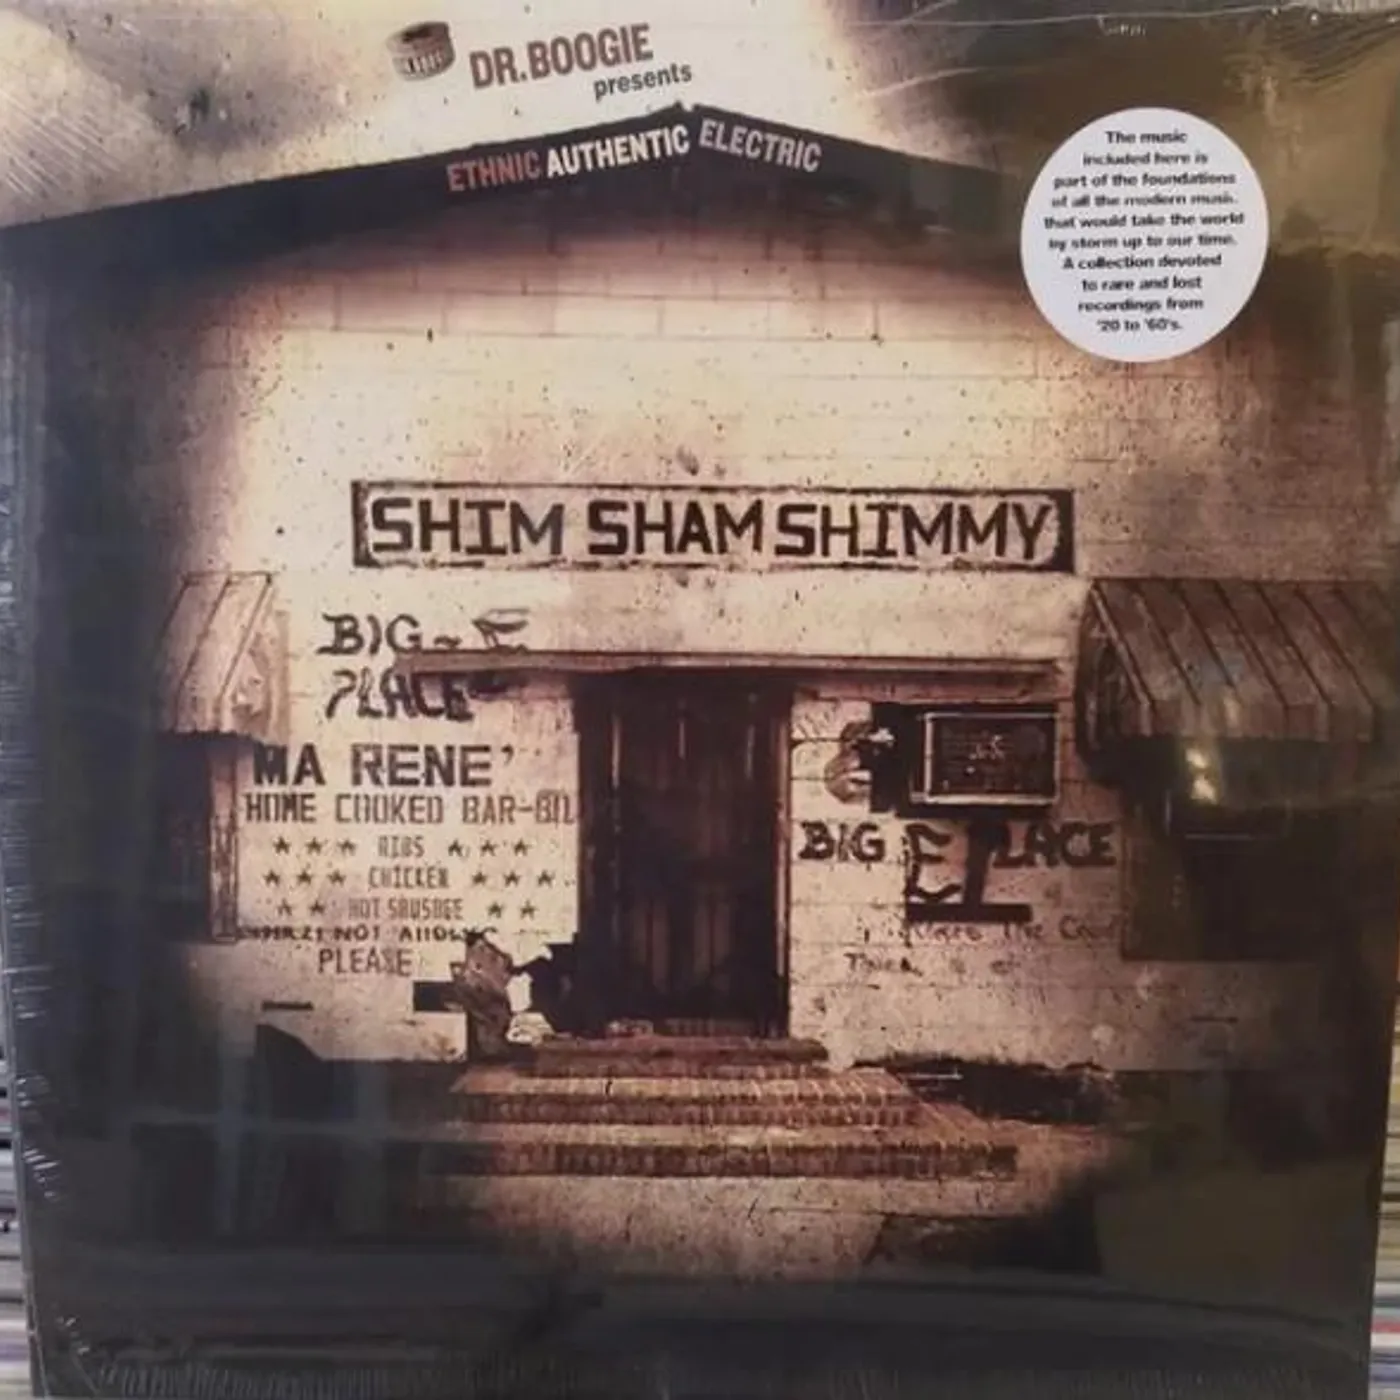 DR.BOOGIE
presents
ETHNIC AUTHENTIC ELECTRIC
The music
included here is
part of the foundations
of all the modern music
that would take the world
by storm up to our time.
A collection devoted
to rare and lost
recordings from
'20 to '60's.
SHIM SHAM SHIMMY
BIG-E
PLACE
MA RENE'
HOME COOKED BAR-B
RIBS
CHICKEN
HOT SAUSAGE
NOT
PLEASE
BIG E PLACE
The